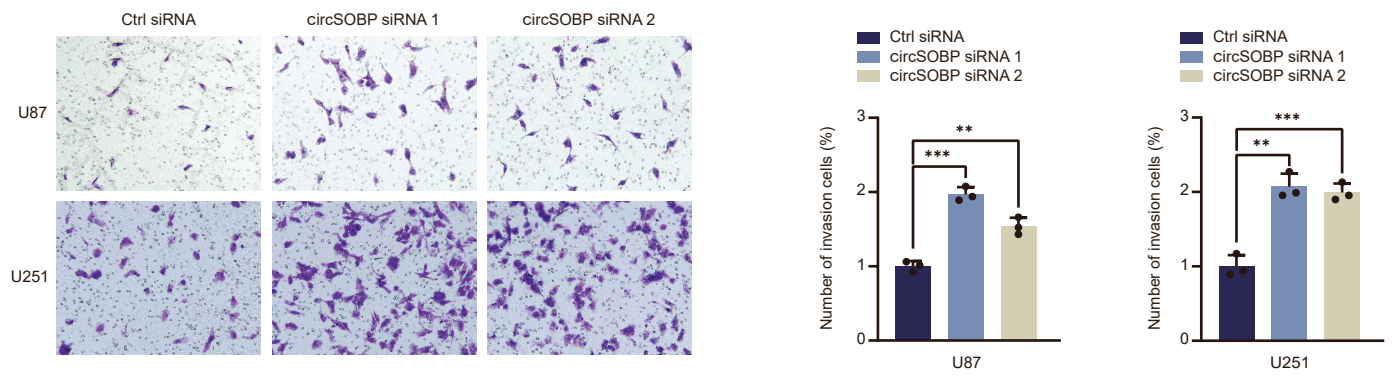 Ctrl siRNA
circSOBP siRNA 1
circSOBP siRNA 2
U87
U251
Ctrl siRNA
circSOBP siRNA 1
circSOBP siRNA 2
Number of invasion cells (%)
3
2
1
0
**
***
U87
Ctrl siRNA
circSOBP siRNA 1
circSOBP siRNA 2
Number of invasion cells (%)
3
2
1
0
***
**
U251